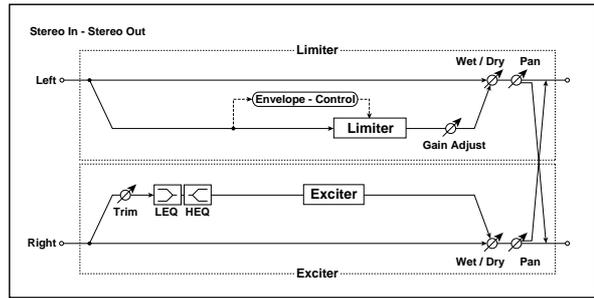 Stereo In - Stereo Out
Limiter
Wet / Dry Pan
Left
Envelope - Control
Limiter
Gain Adjust
Exciter
Trim LEQ HEQ
Right
Wet / Dry Pan
Exciter